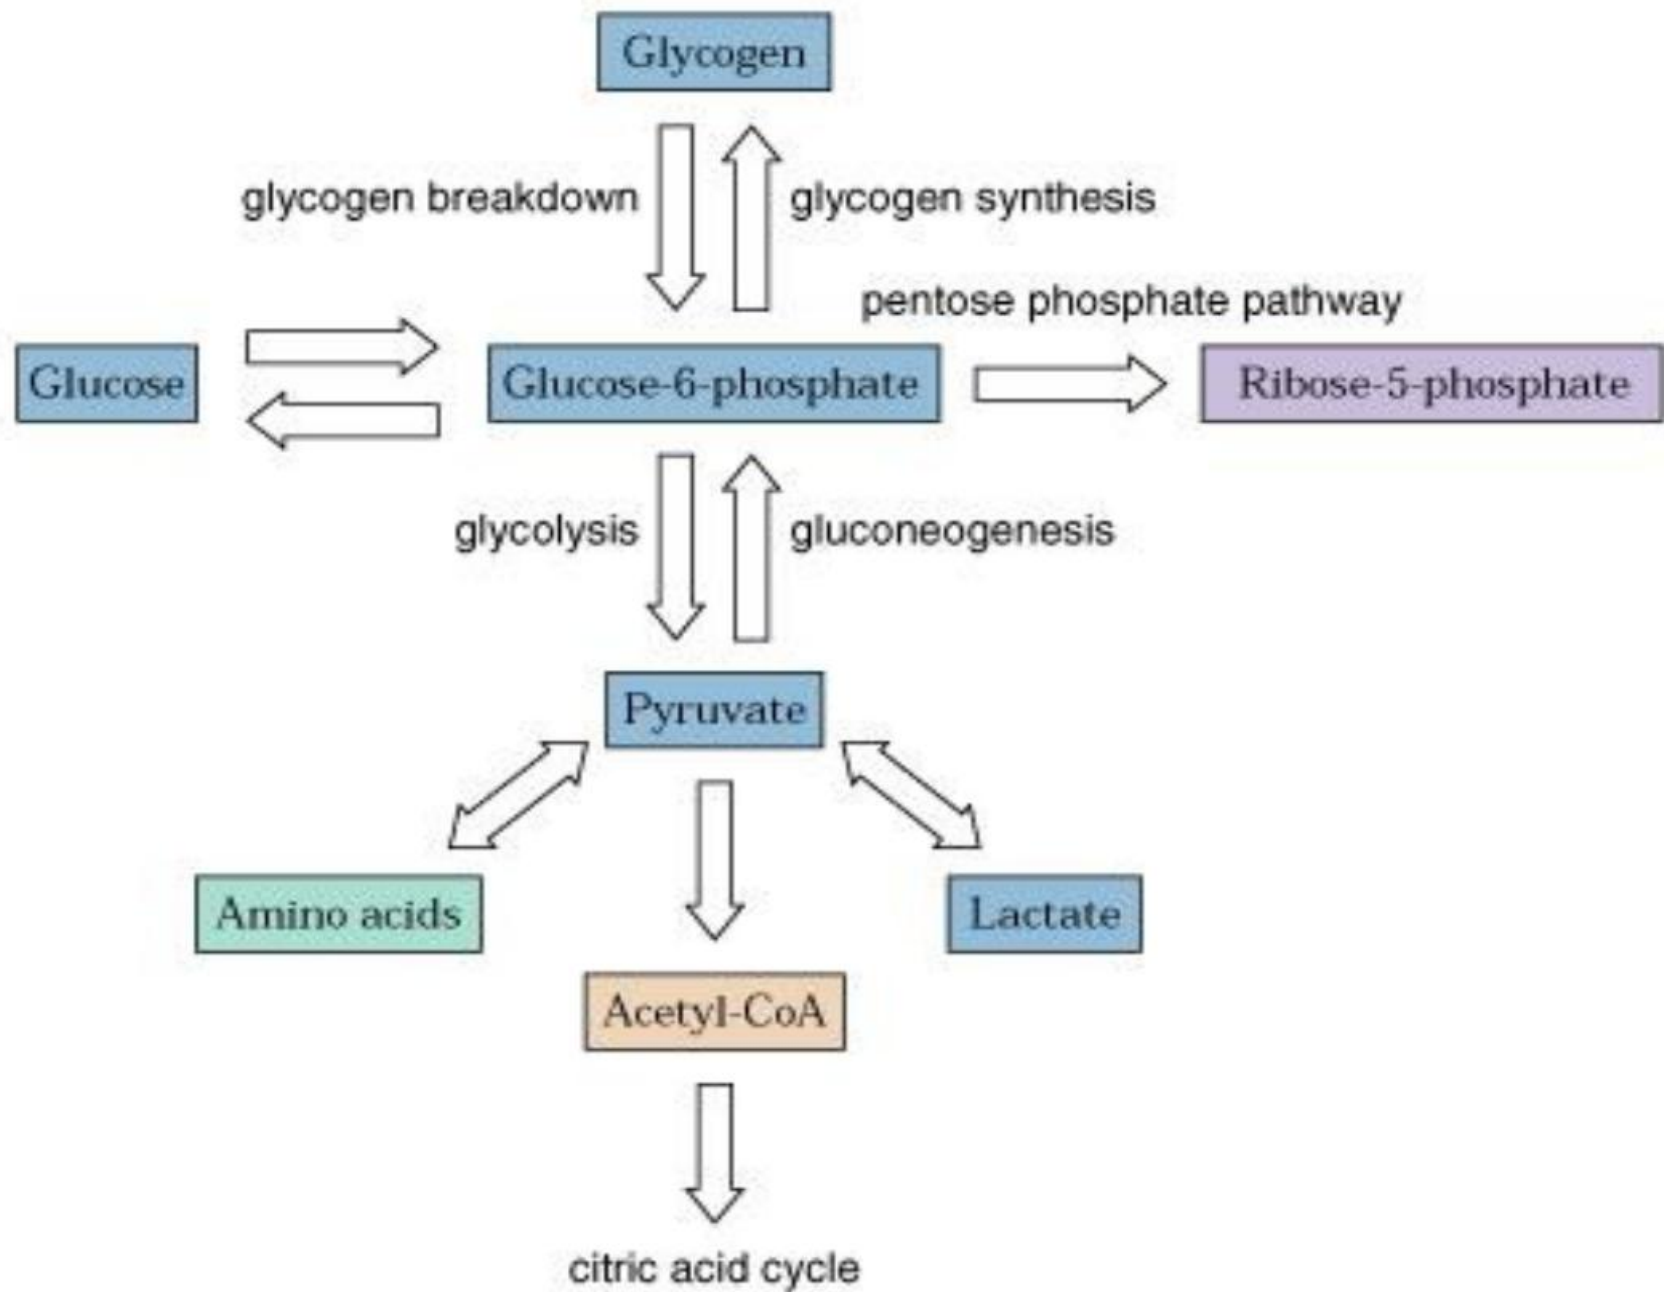 Glycogen
glycogen breakdown
glycogen synthesis
pentose phosphate pathway
Glucose
Glucose-6-phosphate
Ribose-5-phosphate
glycolysis
gluconeogenesis
Pyruvate
Amino acids
Lactate
Acetyl-CoA
citric acid cycle